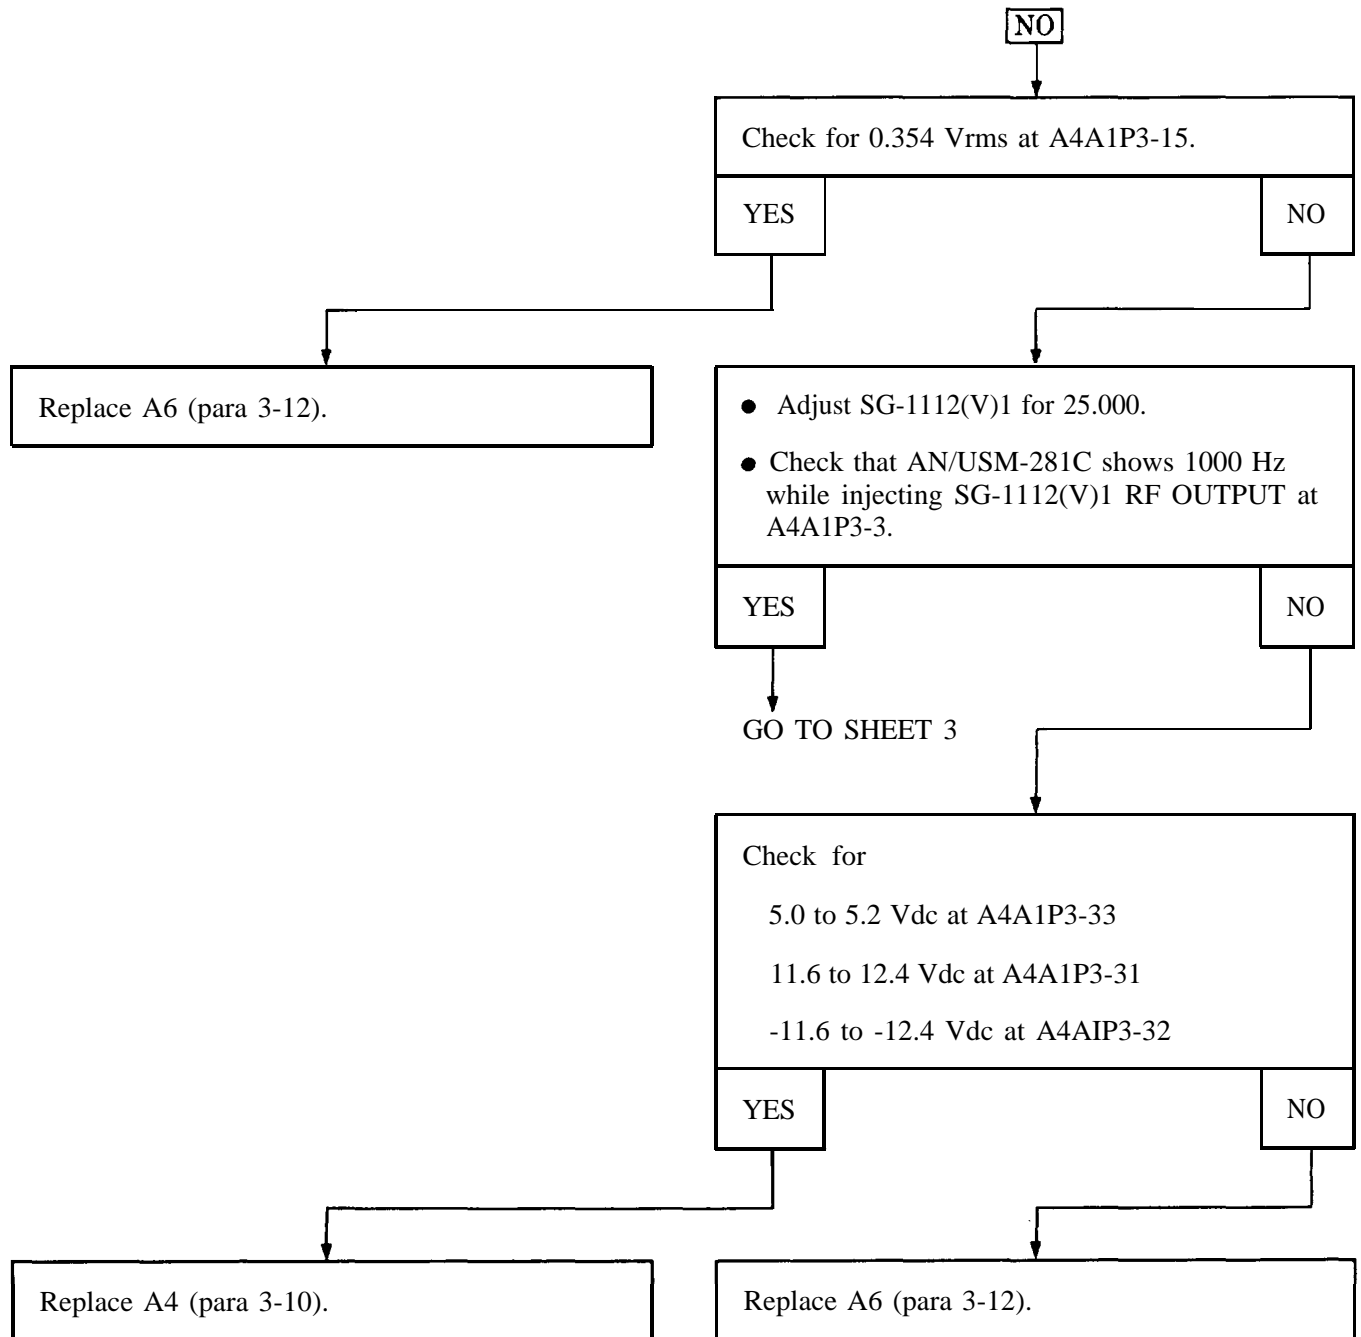 NO
Check for 0.354 Vrms at A4A1P3-15.
YES
NO
Replace A6 (para 3-12).
● Adjust SG-1112(V)1 for 25.000.
● Check that AN/USM-281C shows 1000 Hz
while injecting SG-1112(V)1 RF OUTPUT at
A4A1P3-3.
YES
NO
GO TO SHEET 3
Check for
5.0 to 5.2 Vdc at A4A1P3-33
11.6 to 12.4 Vdc at A4A1P3-31
-11.6 to -12.4 Vdc at A4AIP3-32
YES
NO
Replace A4 (para 3-10).
Replace A6 (para 3-12).